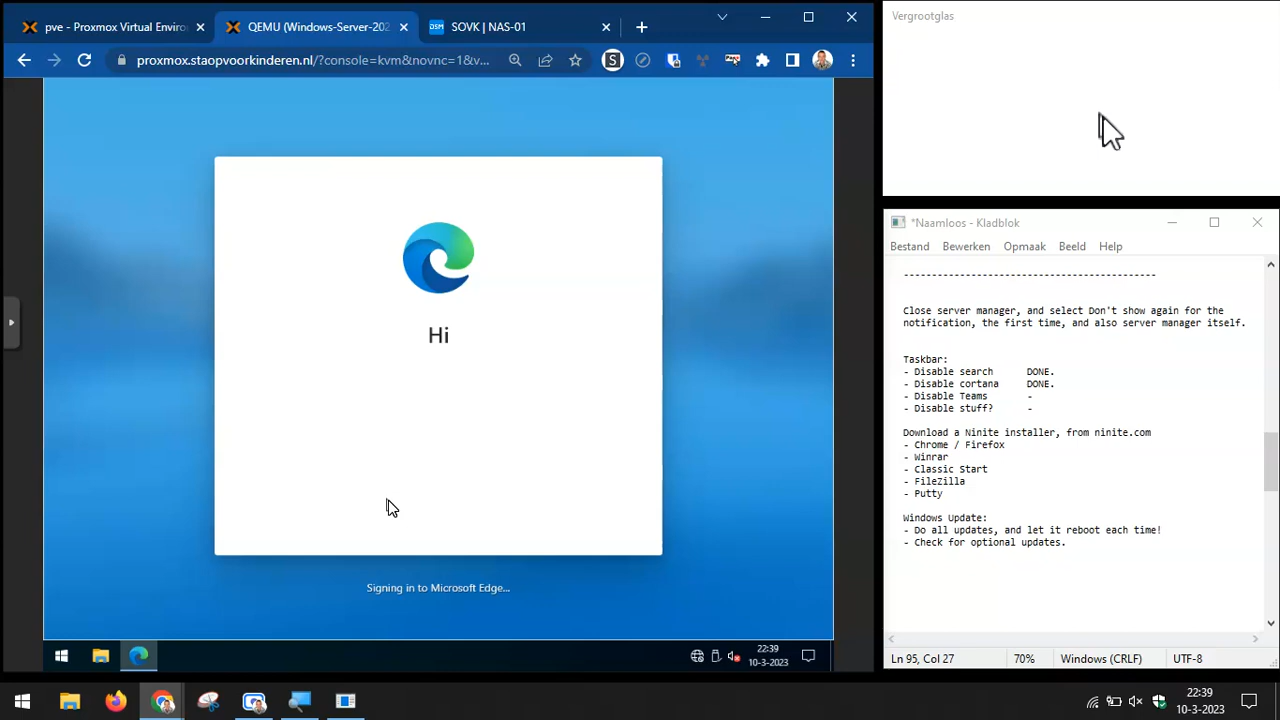 pve - Proxmox Virtual Enviro
QEMU (Windows-Server-202
DSM
SOVK | NAS-01
proxmox.staopvoorkinderen.nl/?console=kvm&novnc=1&v...
Hi
Signing in to Microsoft Edge...
22:39
10-3-2023
Vergrootglas
*Naamloos - Kladblok
Bestand Bewerken Opmaak Beeld Help
---------------------------------------------
Close server manager, and select Don't show again for the
notification, the first time, and also server manager itself.
Taskbar:
- Disable search DONE.
- Disable cortana DONE.
- Disable Teams -
- Disable stuff? -
Download a Ninite installer, from ninite.com
- Chrome / Firefox
- Winrar
- Classic Start
- FileZilla
- Putty
Windows Update:
- Do all updates, and let it reboot each time!
- Check for optional updates.
Ln 95, Col 27 70% Windows (CRLF) UTF-8
22:39
10-3-2023